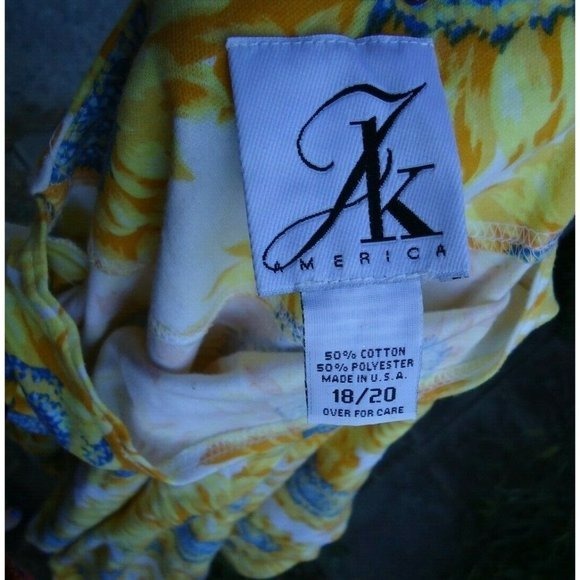 Jk
AMERICA
50% COTTON
50% POLYESTER
MADE IN U.S.A.
18/20
OVER FOR CARE